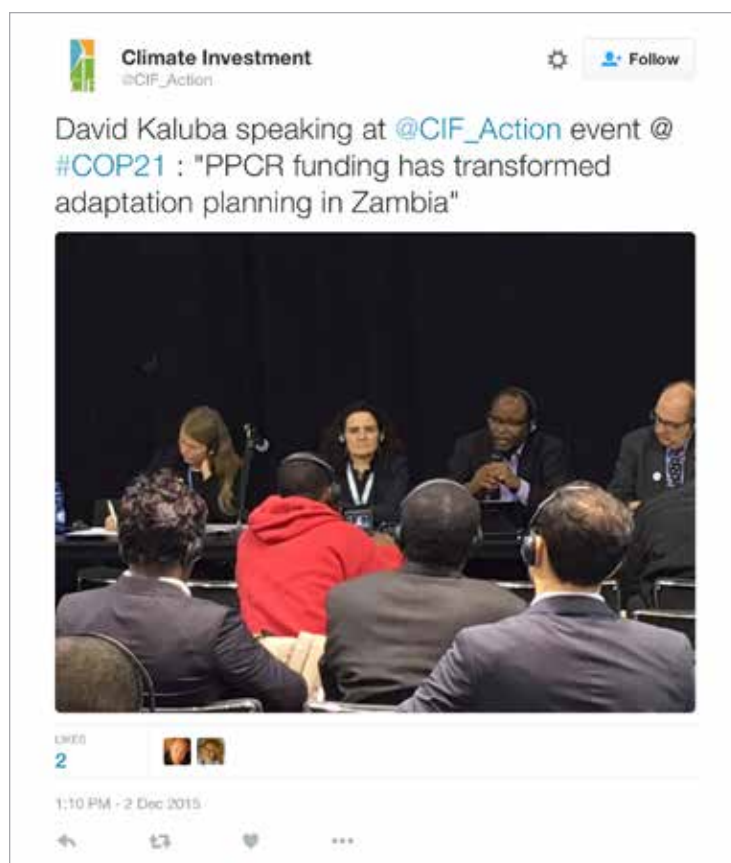 Climate Investment
@CIF_Action
Follow
David Kaluba speaking at @CIF_Action event @
#COP21 : "PPCR funding has transformed
adaptation planning in Zambia"
LIKES
2
1:10 PM - 2 Dec 2015